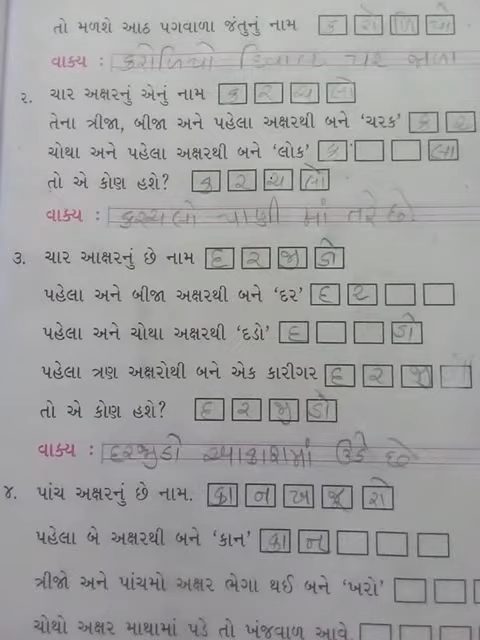 તો મળશે આઠ પગવાળા જંતુનું નામ ક રો ળિ યો
વાક્ય : કરોળિયો દિવાલ પર જાળા
૨. ચાર અક્ષરનું એનું નામ ક ર ચ લો
તેના ત્રીજા, બીજા અને પહેલા અક્ષરથી બને 'ચરક' ક ર
ચોથા અને પહેલા અક્ષરથી બને 'લોક' ક લો
તો એ કોણ હશે? ક ર ચ લો
વાક્ય : કરચલો પાણી માં તરે છે
૩. ચાર આક્ષરનું છે નામ દ ર જી ડો
પહેલા અને બીજા અક્ષરથી બને 'દર' દ ર
પહેલા અને ચોથા અક્ષરથી 'દડો' દ ડો
પહેલા ત્રણ અક્ષરોથી બને એક કારીગર દ ર જી
તો એ કોણ હશે? દ ર જી ડો
વાક્ય : દરજીડો આકાશમાં ઉડે છે
૪. પાંચ અક્ષરનું છે નામ. કા ન ખ જૂ રો
પહેલા બે અક્ષરથી બને 'કાન' કા ન
ત્રીજો અને પાંચમો અક્ષર ભેગા થઈ બને 'ખરો'
ચોથો અક્ષર માથામાં પડે તો ખંજવાળ આવે.